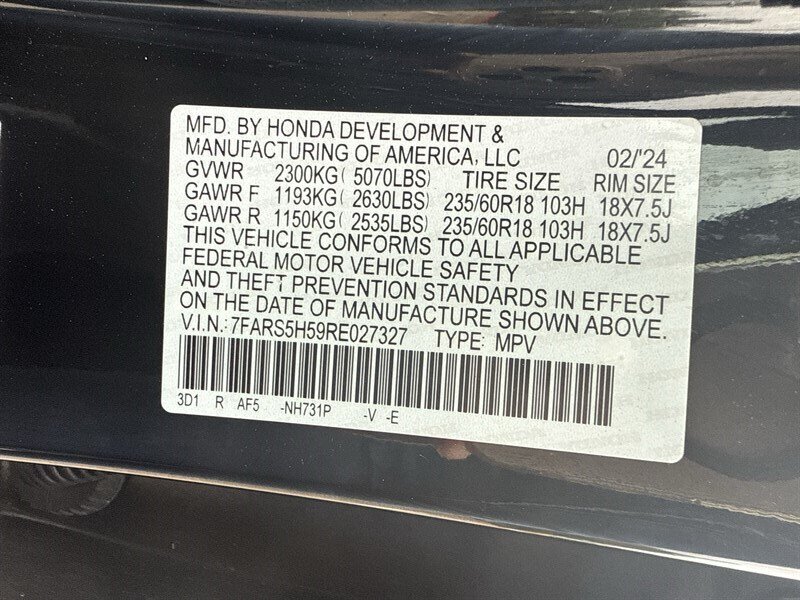 MFD. BY HONDA DEVELOPMENT &
MANUFACTURING OF AMERICA, LLC 02/'24
GVWR 2300KG( 5070LBS) TIRE SIZE RIM SIZE
GAWR F 1193KG( 2630LBS) 235/60R18 103H 18X7.5J
GAWR R 1150KG( 2535LBS) 235/60R18 103H 18X7.5J
THIS VEHICLE CONFORMS TO ALL APPLICABLE
FEDERAL MOTOR VEHICLE SAFETY
AND THEFT PREVENTION STANDARDS IN EFFECT
ON THE DATE OF MANUFACTURE SHOWN ABOVE.
V.I.N.: 7FARS5H59RE027327 TYPE: MPV
3D1 R AF5 -NH731P -V -E